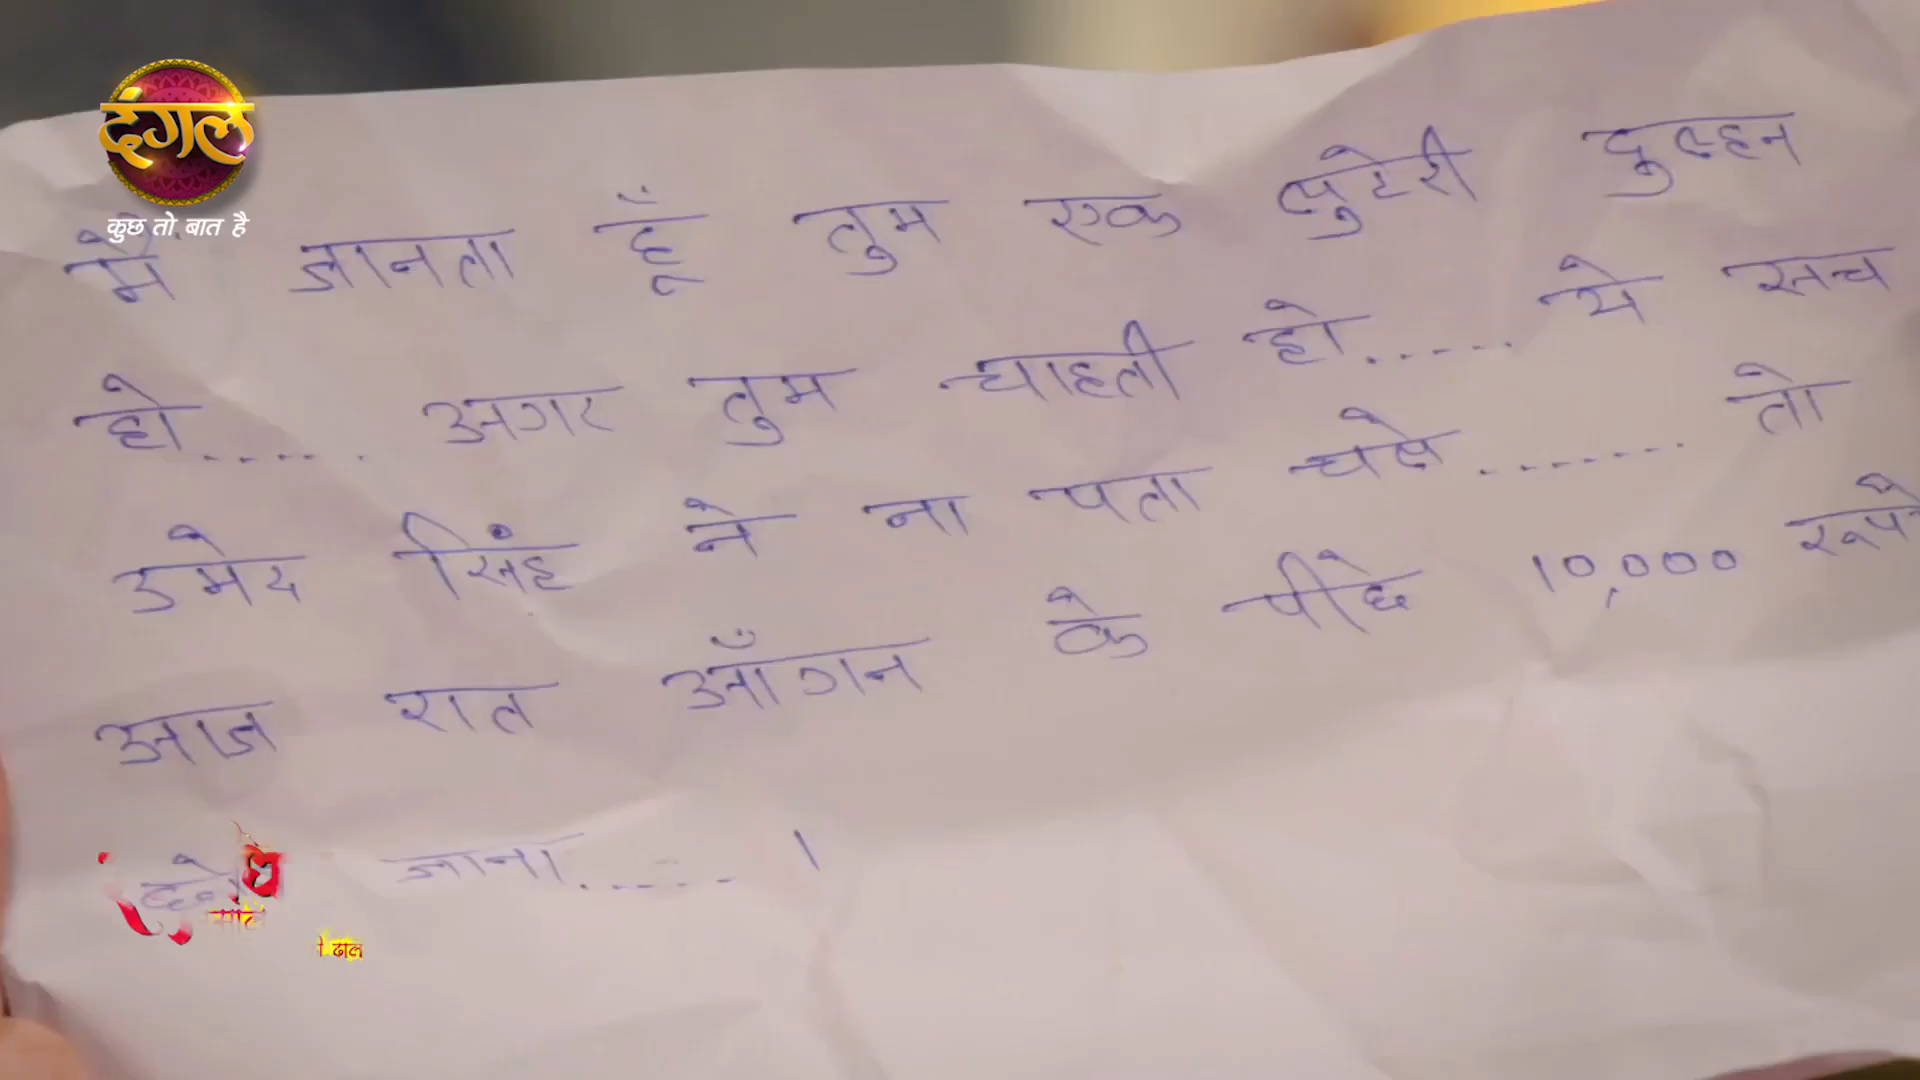 दंगल
कुछ तो बात है
में जानता हूँ तुम एक लुटेरी दुल्हन
हो..... अगर तुम चाहती हो..... ये सच
उमेद सिंह ने ना पता चले....... तो
आज रात आँगन के पीछे 10,000 रूपये
जाना..... ।
ी ढाल